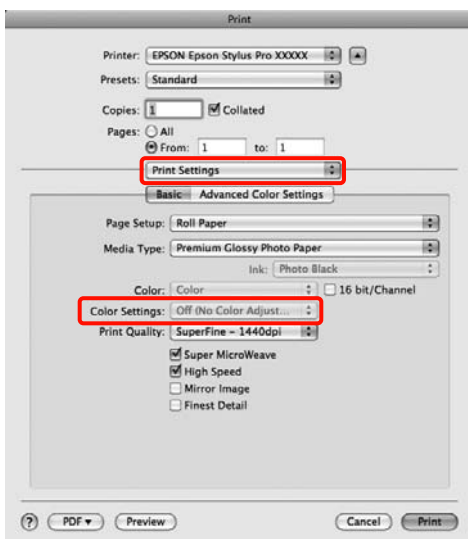 Print
Printer: EPSON Epson Stylus Pro XXXXX
Presets: Standard
Copies: 1 Collated
Pages: All
From: 1 to: 1
Print Settings
Basic Advanced Color Settings
Page Setup: Roll Paper
Media Type: Premium Glossy Photo Paper
Ink: Photo Black
Color: Color 16 bit/Channel
Color Settings: Off (No Color Adjust...
Print Quality: SuperFine - 1440dpi
Super MicroWeave
High Speed
Mirror Image
Finest Detail
? PDF Preview Cancel Print